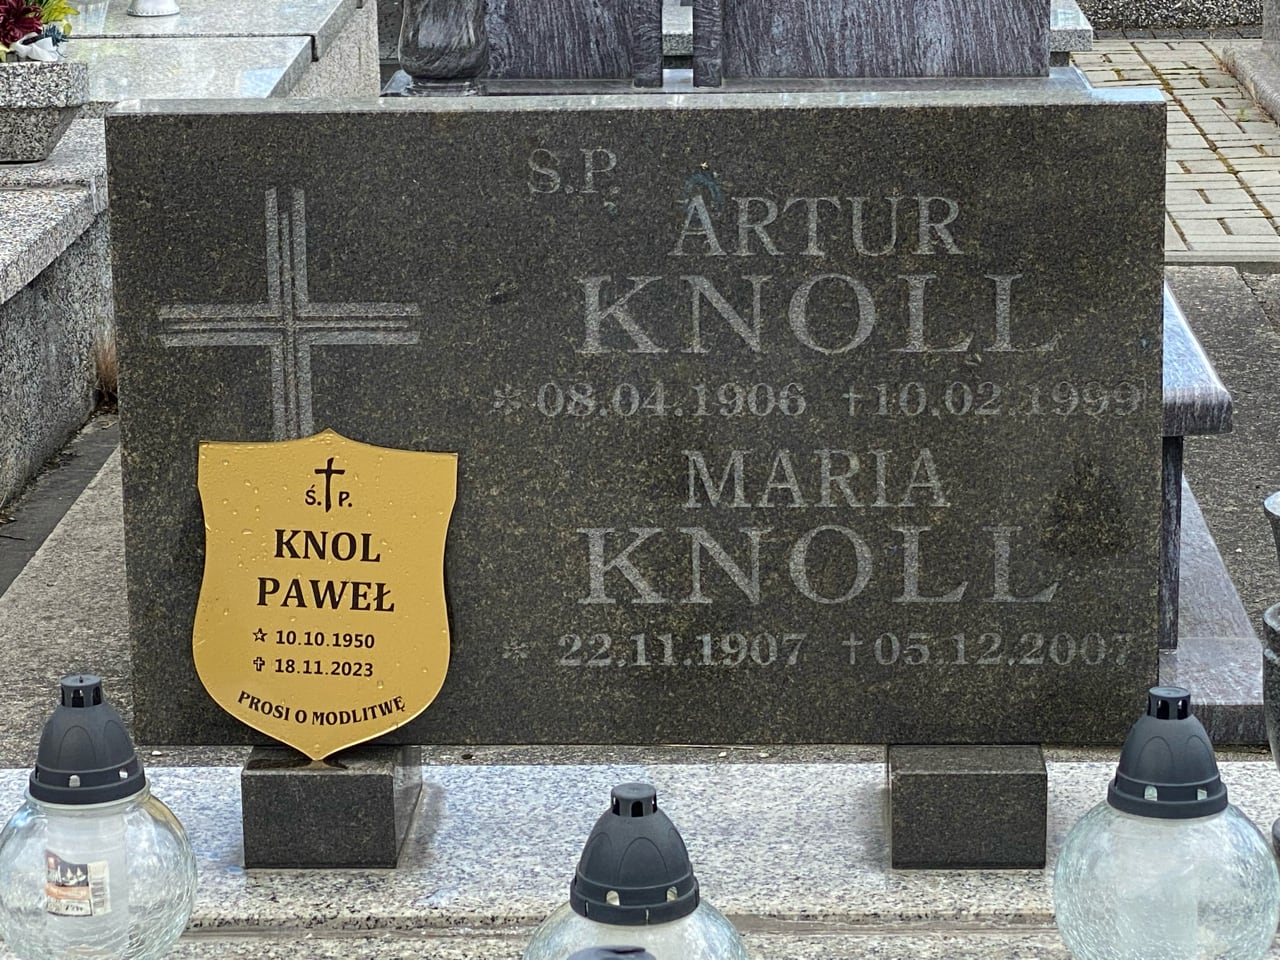 S.P.
ARTUR
KNOLL
* 08.04.1906 †10.02.1999
MARIA
KNOLL
* 22.11.1907 †05.12.2007
Ś.P.
KNOL
PAWEŁ
☆ 10.10.1950
✞ 18.11.2023
PROSI O MODLITWĘ